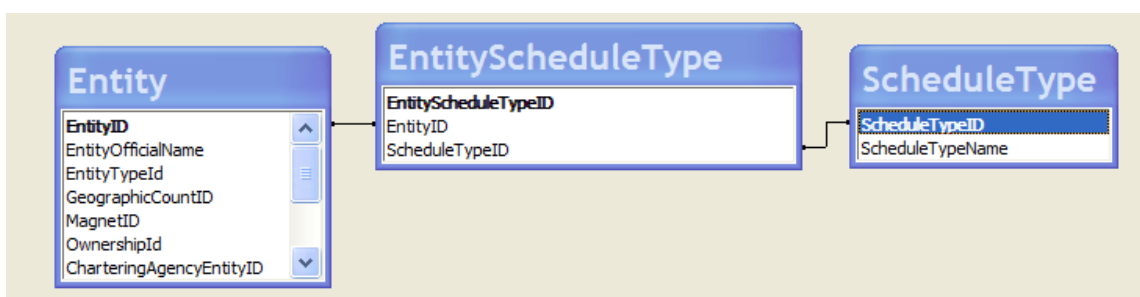 Entity
EntityID
EntityOfficialName
EntityTypeId
GeographicCountID
MagnetID
OwnershipId
CharteringAgencyEntityID
EntityScheduleType
EntityScheduleTypeID
EntityID
ScheduleTypeID
ScheduleType
ScheduleTypeID
ScheduleTypeName